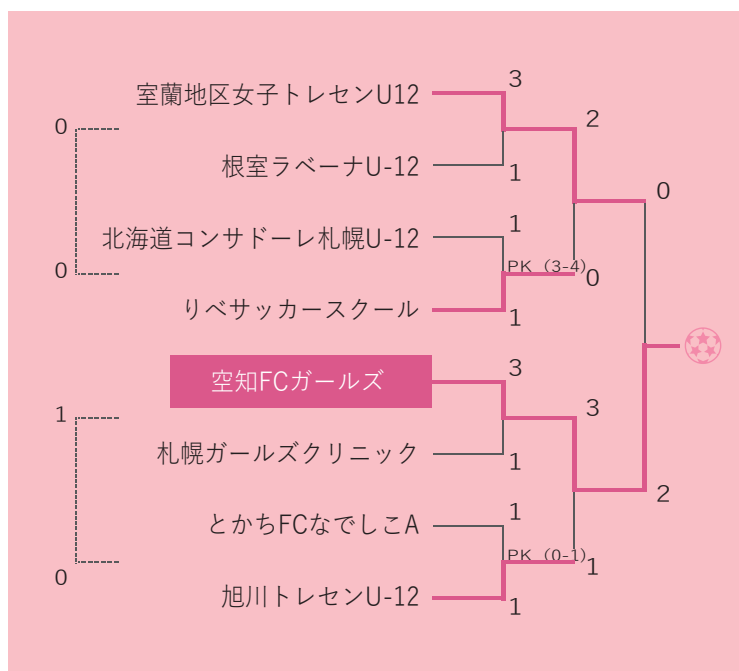 3
室蘭地区女子トレセンU12
2
0
根室ラベーナU-12
1
0
1
北海道コンサドーレ札幌U-12
PK (3-4)
0
0
りべサッカースクール
1
空知FCガールズ
3
1
3
札幌ガールズクリニック
1
2
とかちFCなでしこA
1
PK (0-1)
1
0
旭川トレセンU-12
1